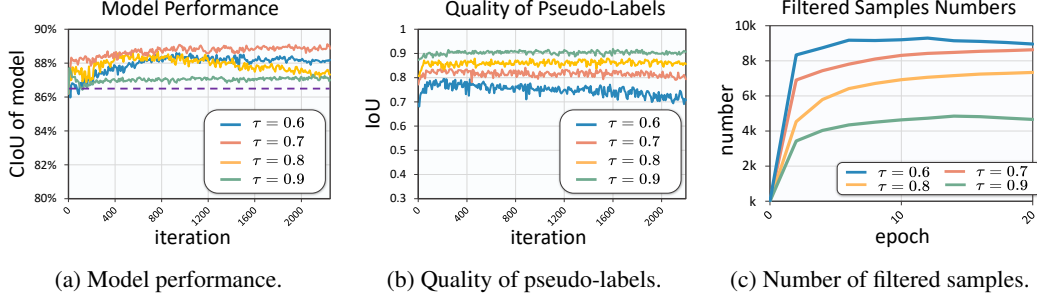 Model Performance
CIoU of model
90%
88%
86%
84%
82%
80%
τ = 0.6
τ = 0.7
τ = 0.8
τ = 0.9
0
400
800
1200
1600
2000
iteration
(a) Model performance.
Quality of Pseudo-Labels
IoU
1
0.9
0.8
0.7
0.6
0.5
0.4
0.3
τ = 0.6
τ = 0.7
τ = 0.8
τ = 0.9
0
400
800
1200
1600
2000
iteration
(b) Quality of pseudo-labels.
Filtered Samples Numbers
number
10k
8k
6k
4k
2k
k
τ = 0.6 τ = 0.7
τ = 0.8 τ = 0.9
0
10
20
epoch
(c) Number of filtered samples.